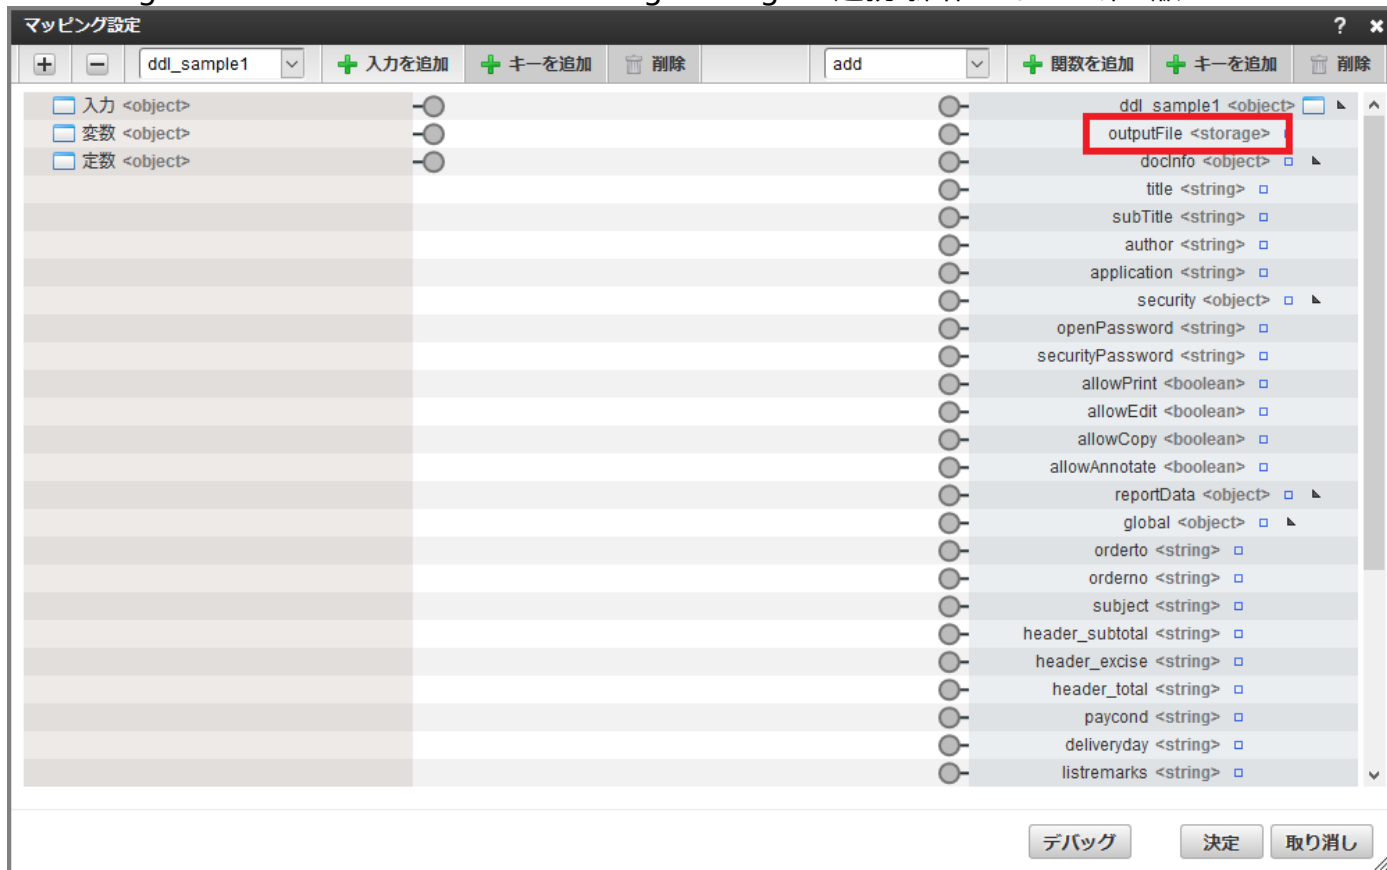 マッピング設定
?
ddl_sample1
入力を追加
キーを追加
削除
add
関数を追加
キーを追加
削除
入力 <object>
ddl_sample1 <object>
変数 <object>
outputFile <storage>
定数 <object>
docInfo <object>
title <string>
subTitle <string>
author <string>
application <string>
security <object>
openPassword <string>
securityPassword <string>
allowPrint <boolean>
allowEdit <boolean>
allowCopy <boolean>
allowAnnotate <boolean>
reportData <object>
global <object>
orderto <string>
orderno <string>
subject <string>
header_subtotal <string>
header_excise <string>
header_total <string>
paycond <string>
deliveryday <string>
listremarks <string>
デバッグ
決定
取り消し